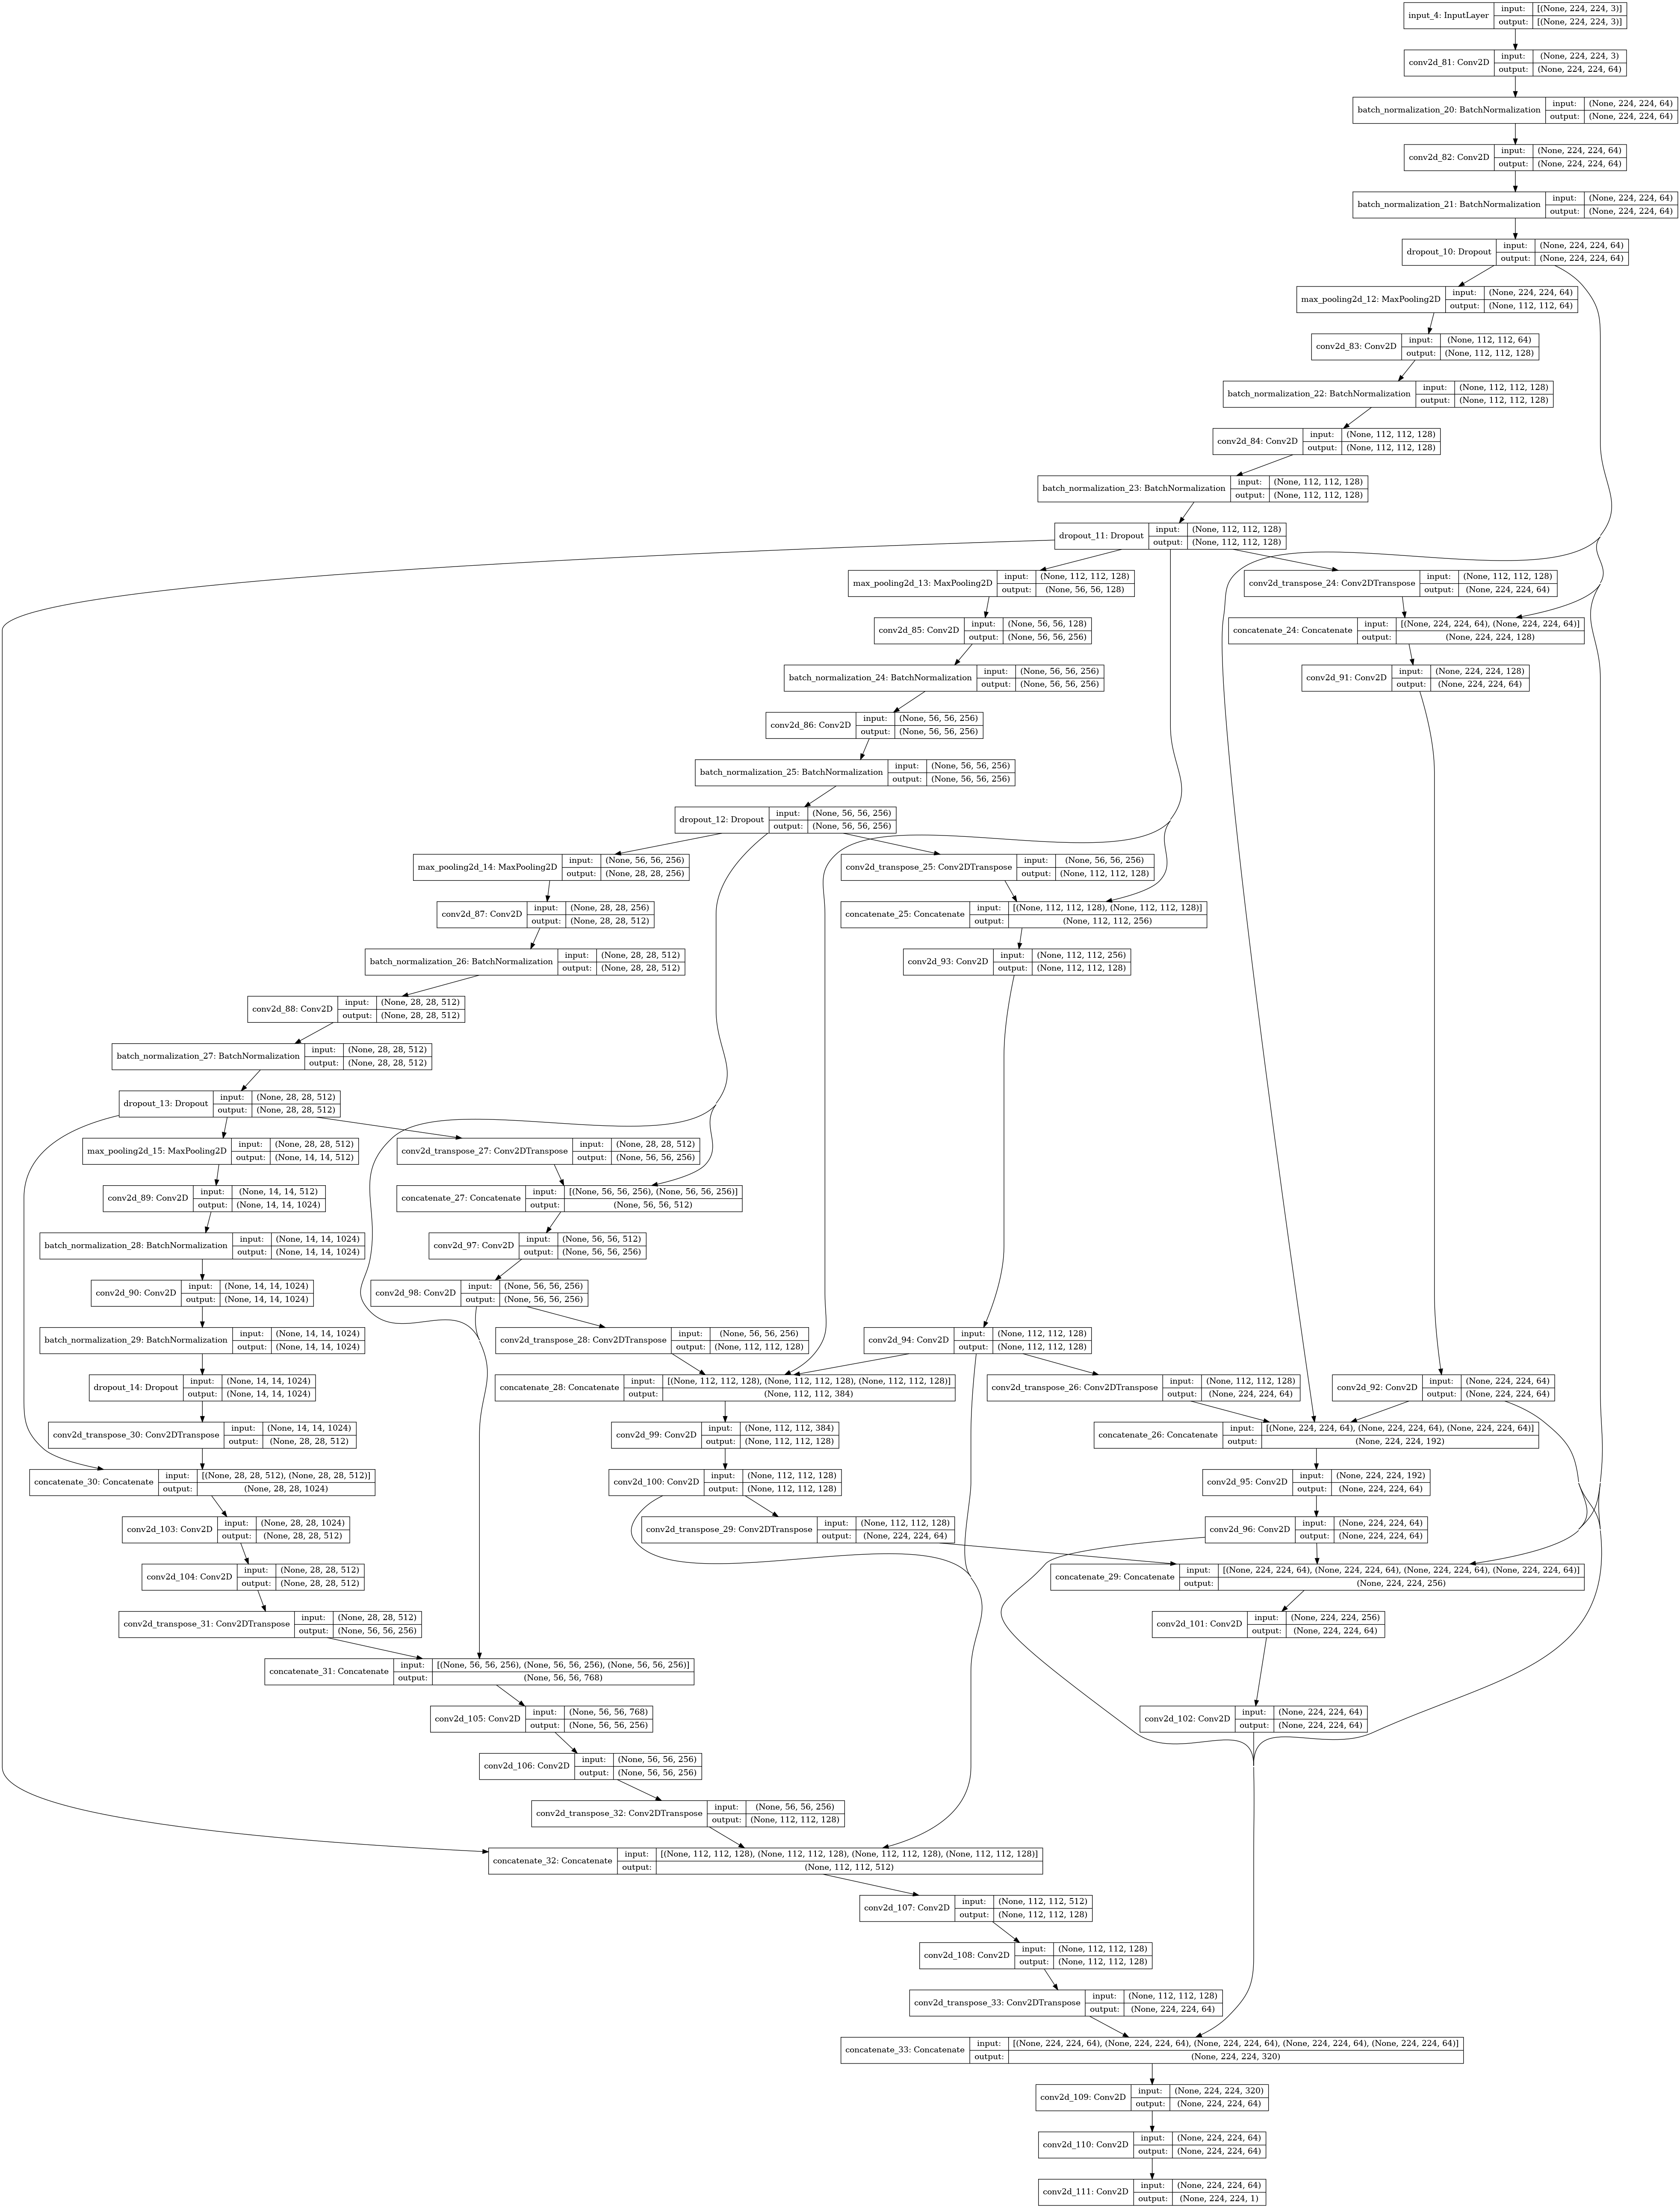 input_4: InputLayer input: [(None, 224, 224, 3)]
output: [(None, 224, 224, 3)]
conv2d_81: Conv2D input: (None, 224, 224, 3)
output: (None, 224, 224, 64)
batch_normalization_20: BatchNormalization input: (None, 224, 224, 64)
output: (None, 224, 224, 64)
conv2d_82: Conv2D input: (None, 224, 224, 64)
output: (None, 224, 224, 64)
batch_normalization_21: BatchNormalization input: (None, 224, 224, 64)
output: (None, 224, 224, 64)
dropout_10: Dropout input: (None, 224, 224, 64)
output: (None, 224, 224, 64)
max_pooling2d_12: MaxPooling2D input: (None, 224, 224, 64)
output: (None, 112, 112, 64)
conv2d_83: Conv2D input: (None, 112, 112, 64)
output: (None, 112, 112, 128)
batch_normalization_22: BatchNormalization input: (None, 112, 112, 128)
output: (None, 112, 112, 128)
conv2d_84: Conv2D input: (None, 112, 112, 128)
output: (None, 112, 112, 128)
batch_normalization_23: BatchNormalization input: (None, 112, 112, 128)
output: (None, 112, 112, 128)
dropout_11: Dropout input: (None, 112, 112, 128)
output: (None, 112, 112, 128)
max_pooling2d_13: MaxPooling2D input: (None, 112, 112, 128)
output: (None, 56, 56, 128)
conv2d_transpose_24: Conv2DTranspose input: (None, 112, 112, 128)
output: (None, 224, 224, 64)
conv2d_85: Conv2D input: (None, 56, 56, 128)
output: (None, 56, 56, 256)
concatenate_24: Concatenate input: [(None, 224, 224, 64), (None, 224, 224, 64)]
output: (None, 224, 224, 128)
batch_normalization_24: BatchNormalization input: (None, 56, 56, 256)
output: (None, 56, 56, 256)
conv2d_91: Conv2D input: (None, 224, 224, 128)
output: (None, 224, 224, 64)
conv2d_86: Conv2D input: (None, 56, 56, 256)
output: (None, 56, 56, 256)
batch_normalization_25: BatchNormalization input: (None, 56, 56, 256)
output: (None, 56, 56, 256)
dropout_12: Dropout input: (None, 56, 56, 256)
output: (None, 56, 56, 256)
max_pooling2d_14: MaxPooling2D input: (None, 56, 56, 256)
output: (None, 28, 28, 256)
conv2d_transpose_25: Conv2DTranspose input: (None, 56, 56, 256)
output: (None, 112, 112, 128)
conv2d_87: Conv2D input: (None, 28, 28, 256)
output: (None, 28, 28, 512)
concatenate_25: Concatenate input: [(None, 112, 112, 128), (None, 112, 112, 128)]
output: (None, 112, 112, 256)
batch_normalization_26: BatchNormalization input: (None, 28, 28, 512)
output: (None, 28, 28, 512)
conv2d_93: Conv2D input: (None, 112, 112, 256)
output: (None, 112, 112, 128)
conv2d_88: Conv2D input: (None, 28, 28, 512)
output: (None, 28, 28, 512)
batch_normalization_27: BatchNormalization input: (None, 28, 28, 512)
output: (None, 28, 28, 512)
dropout_13: Dropout input: (None, 28, 28, 512)
output: (None, 28, 28, 512)
max_pooling2d_15: MaxPooling2D input: (None, 28, 28, 512)
output: (None, 14, 14, 512)
conv2d_transpose_27: Conv2DTranspose input: (None, 28, 28, 512)
output: (None, 56, 56, 256)
conv2d_89: Conv2D input: (None, 14, 14, 512)
output: (None, 14, 14, 1024)
concatenate_27: Concatenate input: [(None, 56, 56, 256), (None, 56, 56, 256)]
output: (None, 56, 56, 512)
batch_normalization_28: BatchNormalization input: (None, 14, 14, 1024)
output: (None, 14, 14, 1024)
conv2d_97: Conv2D input: (None, 56, 56, 512)
output: (None, 56, 56, 256)
conv2d_90: Conv2D input: (None, 14, 14, 1024)
output: (None, 14, 14, 1024)
conv2d_98: Conv2D input: (None, 56, 56, 256)
output: (None, 56, 56, 256)
batch_normalization_29: BatchNormalization input: (None, 14, 14, 1024)
output: (None, 14, 14, 1024)
conv2d_transpose_28: Conv2DTranspose input: (None, 56, 56, 256)
output: (None, 112, 112, 128)
conv2d_94: Conv2D input: (None, 112, 112, 128)
output: (None, 112, 112, 128)
dropout_14: Dropout input: (None, 14, 14, 1024)
output: (None, 14, 14, 1024)
concatenate_28: Concatenate input: [(None, 112, 112, 128), (None, 112, 112, 128), (None, 112, 112, 128)]
output: (None, 112, 112, 384)
conv2d_transpose_26: Conv2DTranspose input: (None, 112, 112, 128)
output: (None, 224, 224, 64)
conv2d_92: Conv2D input: (None, 224, 224, 64)
output: (None, 224, 224, 64)
conv2d_transpose_30: Conv2DTranspose input: (None, 14, 14, 1024)
output: (None, 28, 28, 512)
conv2d_99: Conv2D input: (None, 112, 112, 384)
output: (None, 112, 112, 128)
concatenate_26: Concatenate input: [(None, 224, 224, 64), (None, 224, 224, 64), (None, 224, 224, 64)]
output: (None, 224, 224, 192)
concatenate_30: Concatenate input: [(None, 28, 28, 512), (None, 28, 28, 512)]
output: (None, 28, 28, 1024)
conv2d_100: Conv2D input: (None, 112, 112, 128)
output: (None, 112, 112, 128)
conv2d_95: Conv2D input: (None, 224, 224, 192)
output: (None, 224, 224, 64)
conv2d_103: Conv2D input: (None, 28, 28, 1024)
output: (None, 28, 28, 512)
conv2d_transpose_29: Conv2DTranspose input: (None, 112, 112, 128)
output: (None, 224, 224, 64)
conv2d_96: Conv2D input: (None, 224, 224, 64)
output: (None, 224, 224, 64)
conv2d_104: Conv2D input: (None, 28, 28, 512)
output: (None, 28, 28, 512)
concatenate_29: Concatenate input: [(None, 224, 224, 64), (None, 224, 224, 64), (None, 224, 224, 64), (None, 224, 224, 64)]
output: (None, 224, 224, 256)
conv2d_transpose_31: Conv2DTranspose input: (None, 28, 28, 512)
output: (None, 56, 56, 256)
conv2d_101: Conv2D input: (None, 224, 224, 256)
output: (None, 224, 224, 64)
concatenate_31: Concatenate input: [(None, 56, 56, 256), (None, 56, 56, 256), (None, 56, 56, 256)]
output: (None, 56, 56, 768)
conv2d_105: Conv2D input: (None, 56, 56, 768)
output: (None, 56, 56, 256)
conv2d_102: Conv2D input: (None, 224, 224, 64)
output: (None, 224, 224, 64)
conv2d_106: Conv2D input: (None, 56, 56, 256)
output: (None, 56, 56, 256)
conv2d_transpose_32: Conv2DTranspose input: (None, 56, 56, 256)
output: (None, 112, 112, 128)
concatenate_32: Concatenate input: [(None, 112, 112, 128), (None, 112, 112, 128), (None, 112, 112, 128), (None, 112, 112, 128)]
output: (None, 112, 112, 512)
conv2d_107: Conv2D input: (None, 112, 112, 512)
output: (None, 112, 112, 128)
conv2d_108: Conv2D input: (None, 112, 112, 128)
output: (None, 112, 112, 128)
conv2d_transpose_33: Conv2DTranspose input: (None, 112, 112, 128)
output: (None, 224, 224, 64)
concatenate_33: Concatenate input: [(None, 224, 224, 64), (None, 224, 224, 64), (None, 224, 224, 64), (None, 224, 224, 64), (None, 224, 224, 64)]
output: (None, 224, 224, 320)
conv2d_109: Conv2D input: (None, 224, 224, 320)
output: (None, 224, 224, 64)
conv2d_110: Conv2D input: (None, 224, 224, 64)
output: (None, 224, 224, 64)
conv2d_111: Conv2D input: (None, 224, 224, 64)
output: (None, 224, 224, 1)